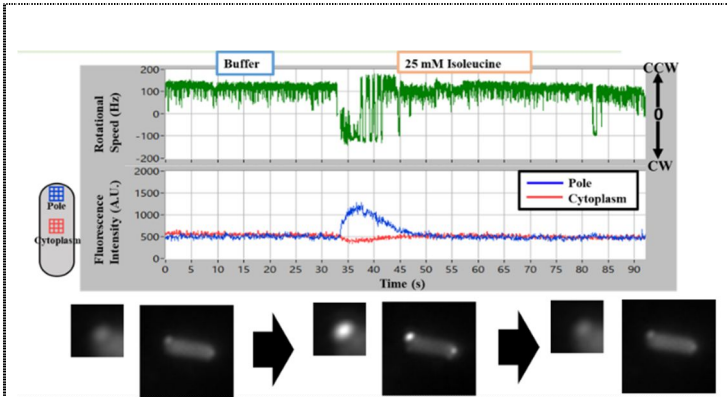 Buffer
25 mM Isoleucine
CCW
0
CW
Rotational
Speed (Hz)
200
100
0
-100
-200
Fluorescence
Intensity (A.U.)
2000
1500
1000
500
0
Pole
Cytoplasm
Pole
Cytoplasm
0 5 10 15 20 25 30 35 40 45 50 55 60 65 70 75 80 85 90
Time (s)